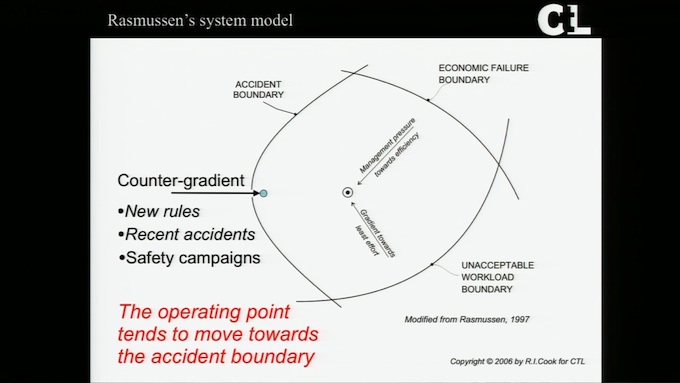 Rasmussen's system model
CtL
ACCIDENT
BOUNDARY
ECONOMIC FAILURE
BOUNDARY
Management pressure
towards efficiency
Counter-gradient
•New rules
•Recent accidents
•Safety campaigns
Gradient towards
least effort
UNACCEPTABLE
WORKLOAD
BOUNDARY
The operating point
tends to move towards
the accident boundary
Modified from Rasmussen, 1997
Copyright © 2006 by R.I.Cook for CTL